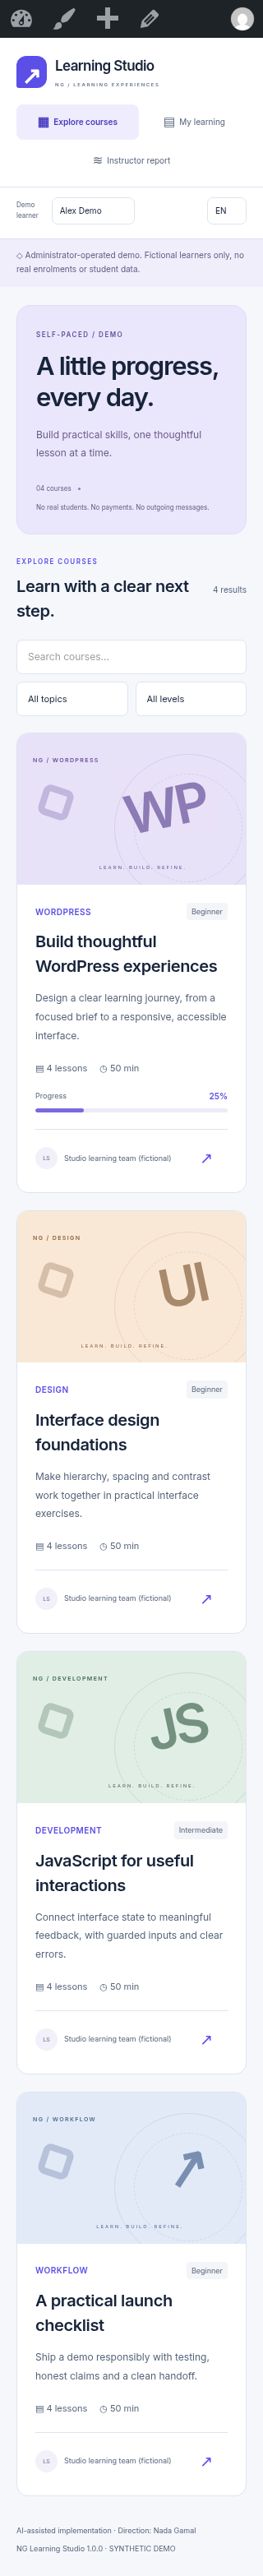 Learning Studio
NG / LEARNING EXPERIENCES
Explore courses
My learning
Instructor report
Demo
learner
Alex Demo
EN
◇ Administrator-operated demo. Fictional learners only, no
real enrolments or student data.
SELF-PACED / DEMO
A little progress,
every day.
Build practical skills, one thoughtful
lesson at a time.
04 courses •
No real students. No payments. No outgoing messages.
EXPLORE COURSES
Learn with a clear next
step.
4 results
Search courses...
All topics
All levels
NG / WORDPRESS
WP
LEARN. BUILD. REFINE.
WORDPRESS
Beginner
Build thoughtful
WordPress experiences
Design a clear learning journey, from a
focused brief to a responsive, accessible
interface.
4 lessons
50 min
Progress
25%
LS
Studio learning team (fictional)
↗
NG / DESIGN
UI
LEARN. BUILD. REFINE.
DESIGN
Beginner
Interface design
foundations
Make hierarchy, spacing and contrast
work together in practical interface
exercises.
4 lessons
50 min
LS
Studio learning team (fictional)
↗
NG / DEVELOPMENT
JS
LEARN. BUILD. REFINE.
DEVELOPMENT
Intermediate
JavaScript for useful
interactions
Connect interface state to meaningful
feedback, with guarded inputs and clear
errors.
4 lessons
50 min
LS
Studio learning team (fictional)
↗
NG / WORKFLOW
↗
LEARN. BUILD. REFINE.
WORKFLOW
Beginner
A practical launch
checklist
Ship a demo responsibly with testing,
honest claims and a clean handoff.
4 lessons
50 min
LS
Studio learning team (fictional)
↗
AI-assisted implementation · Direction: Nada Gamal
NG Learning Studio 1.0.0 · SYNTHETIC DEMO